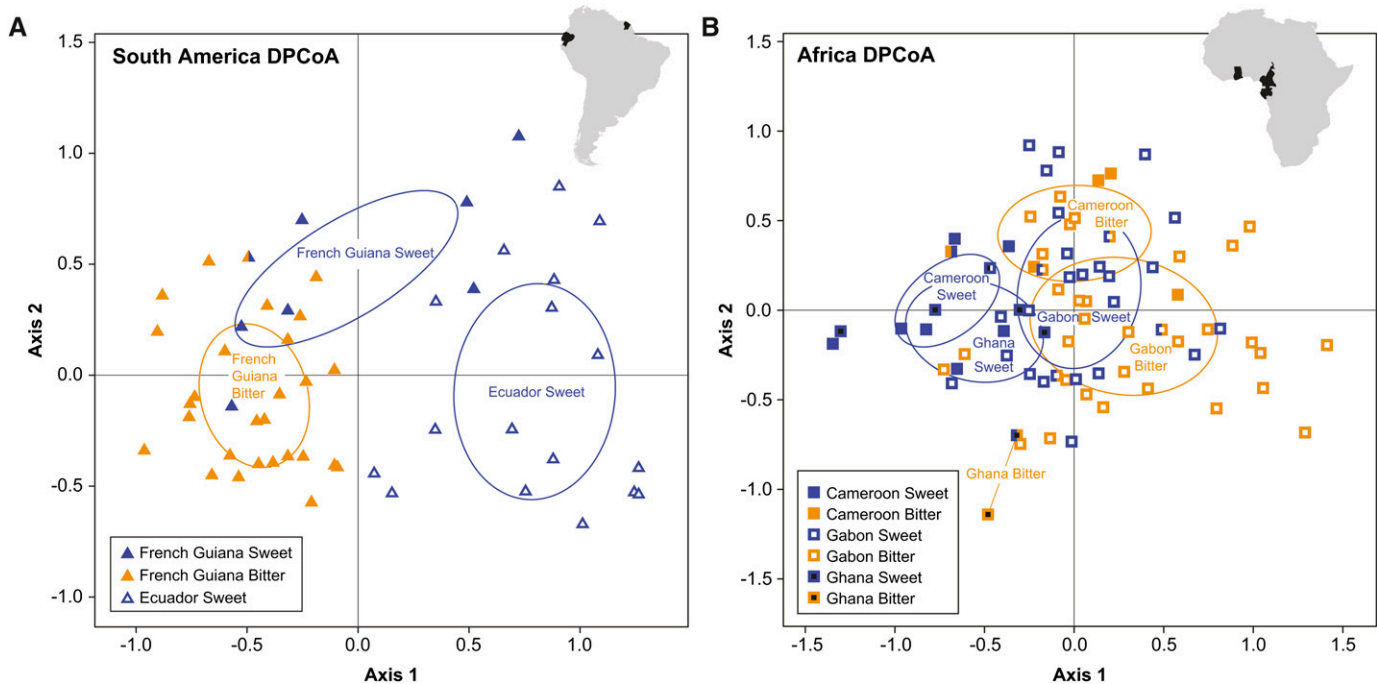 A
South America DPCoA
1.5
1.0
0.5
0.0
-0.5
-1.0
Axis 2
French Guiana Sweet
French
Guiana
Bitter
Ecuador Sweet
French Guiana Sweet
French Guiana Bitter
Ecuador Sweet
-1.0
-0.5
0.0
0.5
1.0
Axis 1
B
Africa DPCoA
1.5
1.0
0.5
0.0
-0.5
-1.0
-1.5
Axis 2
Cameroon
Bitter
Cameroon
Sweet
Gabon Sweet
Ghana
Sweet
Gabon
Bitter
Ghana Bitter
Cameroon Sweet
Cameroon Bitter
Gabon Sweet
Gabon Bitter
Ghana Sweet
Ghana Bitter
-1.5
-1.0
-0.5
0.0
0.5
1.0
1.5
Axis 1